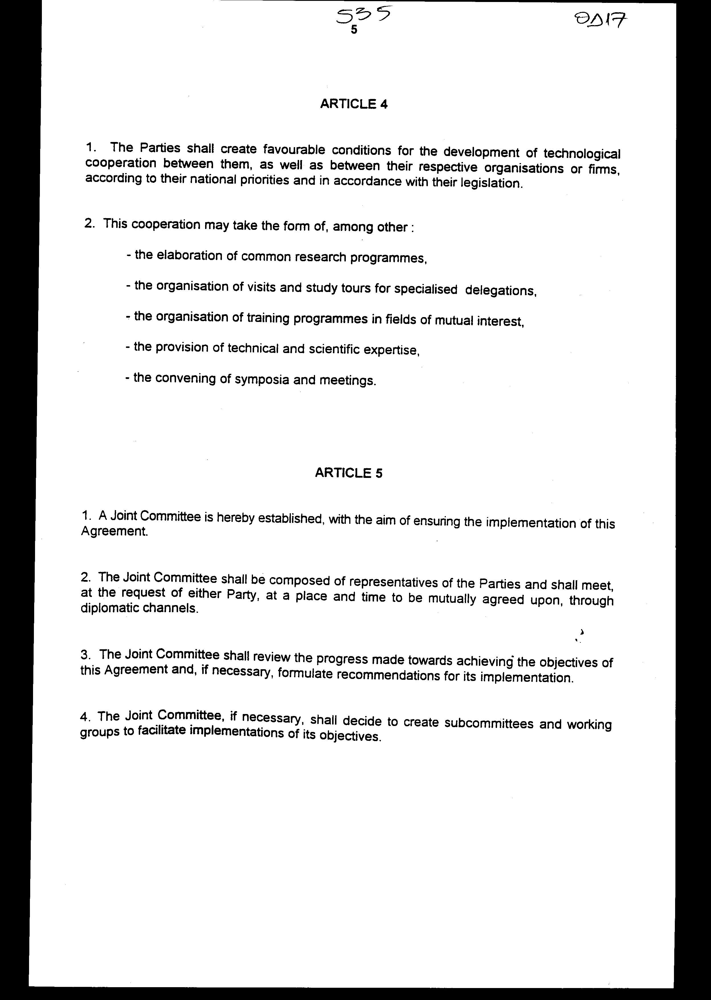 535
ΘΔ17
5
ARTICLE 4
1. The Parties shall create favourable conditions for the development of technological
cooperation between them, as well as between their respective organisations or firms,
according to their national priorities and in accordance with their legislation.
2. This cooperation may take the form of, among other :
- the elaboration of common research programmes,
- the organisation of visits and study tours for specialised delegations,
- the organisation of training programmes in fields of mutual interest,
- the provision of technical and scientific expertise,
- the convening of symposia and meetings.
ARTICLE 5
1. A Joint Committee is hereby established, with the aim of ensuring the implementation of this
Agreement.
2. The Joint Committee shall be composed of representatives of the Parties and shall meet,
at the request of either Party, at a place and time to be mutually agreed upon, through
diplomatic channels.
3. The Joint Committee shall review the progress made towards achieving the objectives of
this Agreement and, if necessary, formulate recommendations for its implementation.
4. The Joint Committee, if necessary, shall decide to create subcommittees and working
groups to facilitate implementations of its objectives.